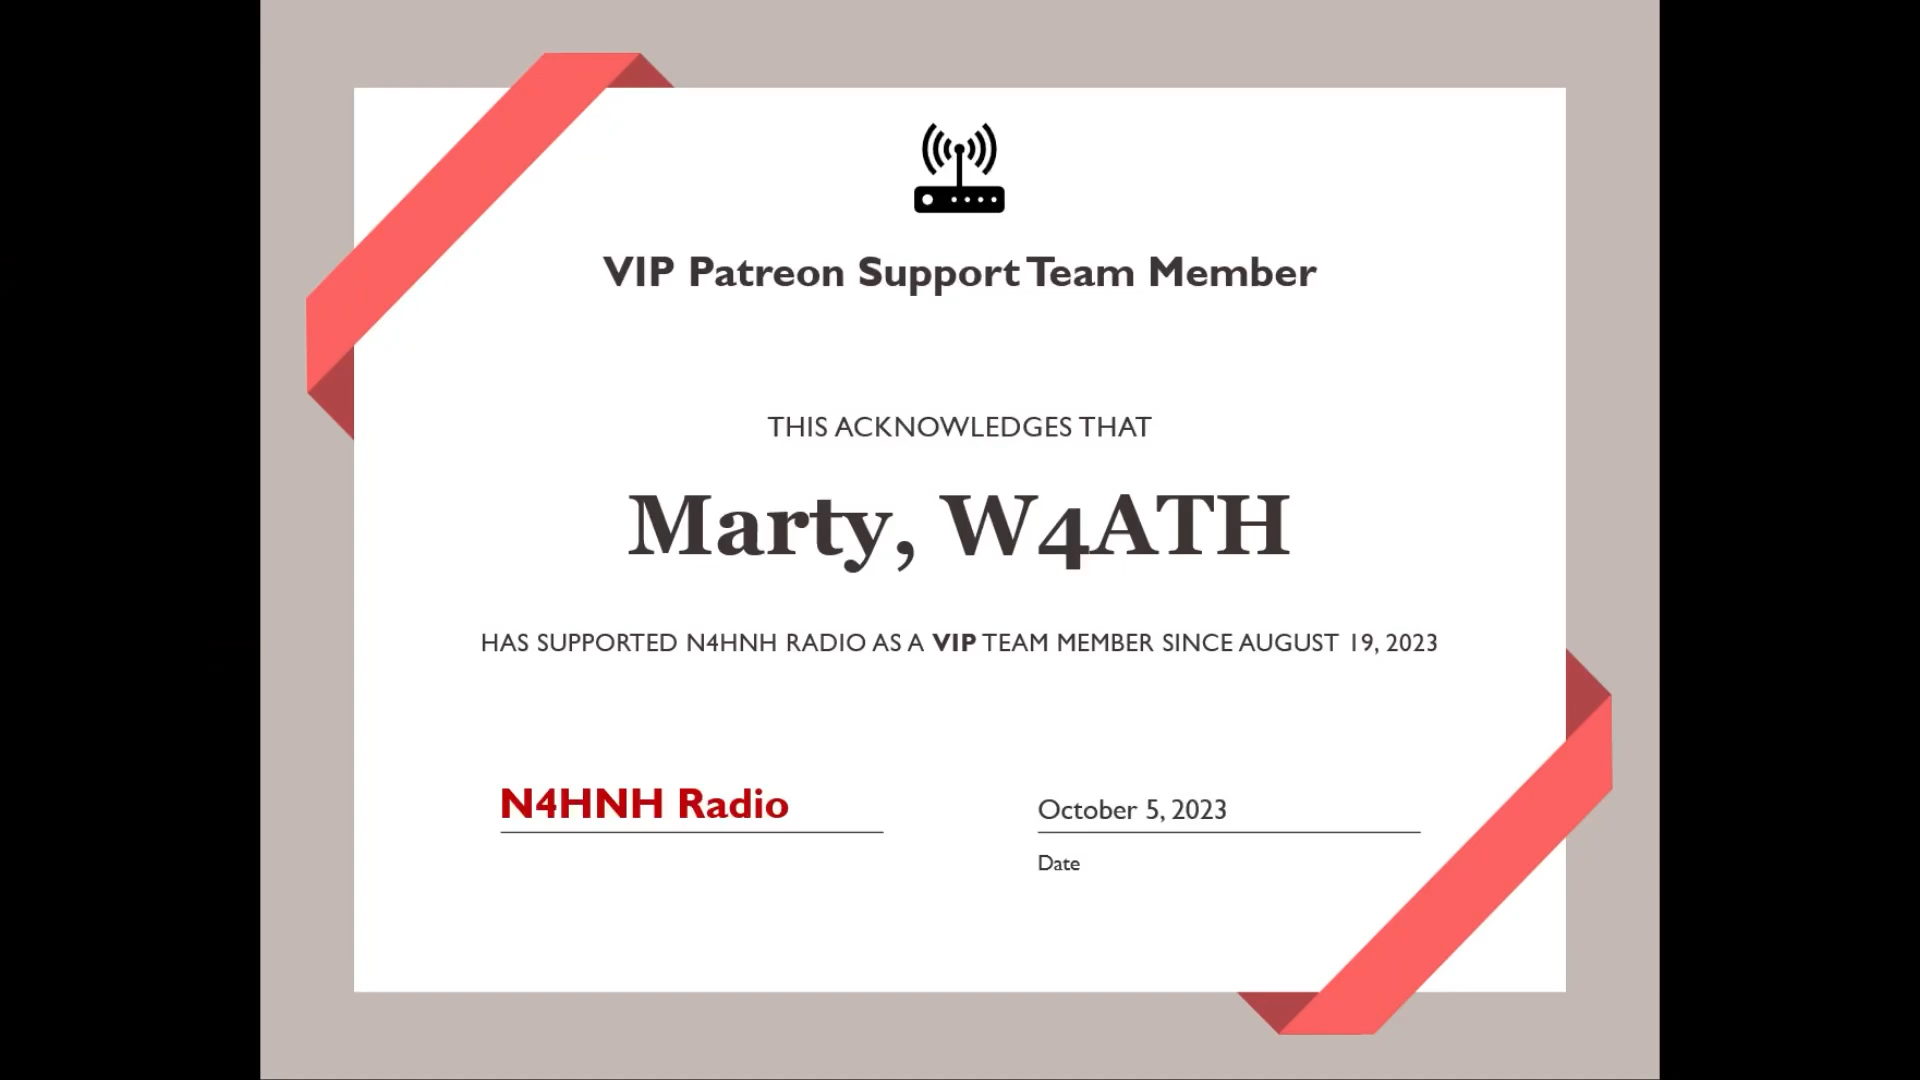 VIP Patreon Support Team Member
THIS ACKNOWLEDGES THAT
Marty, W4ATH
HAS SUPPORTED N4HNH RADIO AS A VIP TEAM MEMBER SINCE AUGUST 19, 2023
N4HNH Radio
October 5, 2023
Date